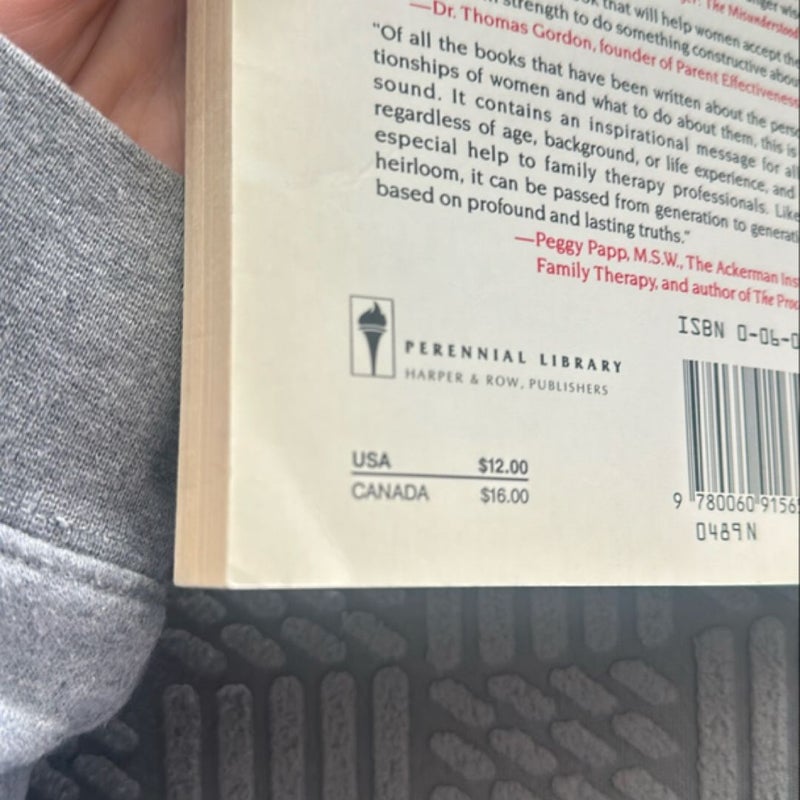 that will help women accept the
strength to do something constructive abou
—Dr. Thomas Gordon, founder of Parent Effectiveness
"Of all the books that have been written about the pers
tionships of women and what to do about them, this is
sound. It contains an inspirational message for all
regardless of age, background, or life experience, and
especial help to family therapy professionals. Like
heirloom, it can be passed from generation to generati
based on profound and lasting truths."
—Peggy Papp, M.S.W., The Ackerman Ins
Family Therapy, and author of The Proc
ISBN 0-06-0
PERENNIAL LIBRARY
HARPER & ROW, PUBLISHERS
USA $12.00
CANADA $16.00
9 780060 9156
0489N